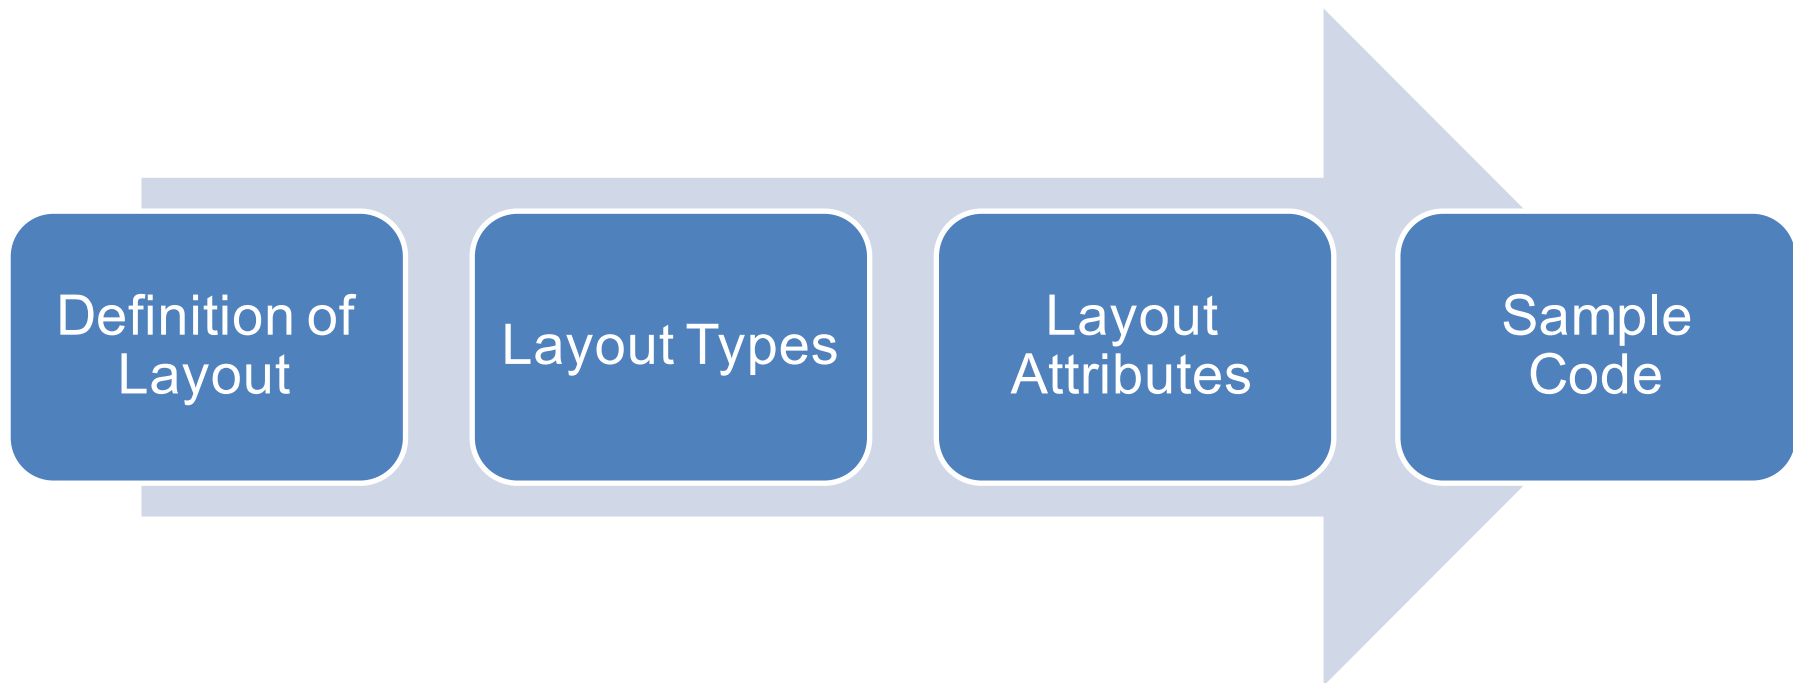 Definition of
Layout
Layout Types
Layout
Attributes
Sample
Code